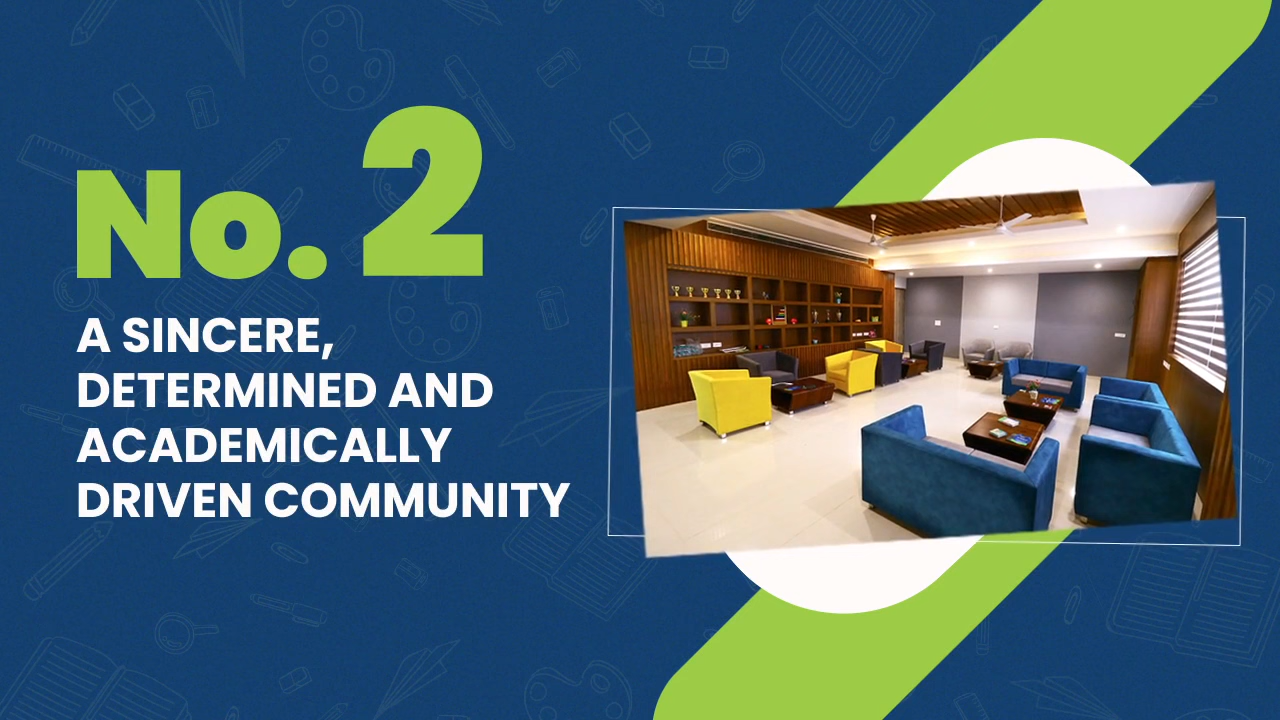 No. 2
A SINCERE,
DETERMINED AND
ACADEMICALLY
DRIVEN COMMUNITY